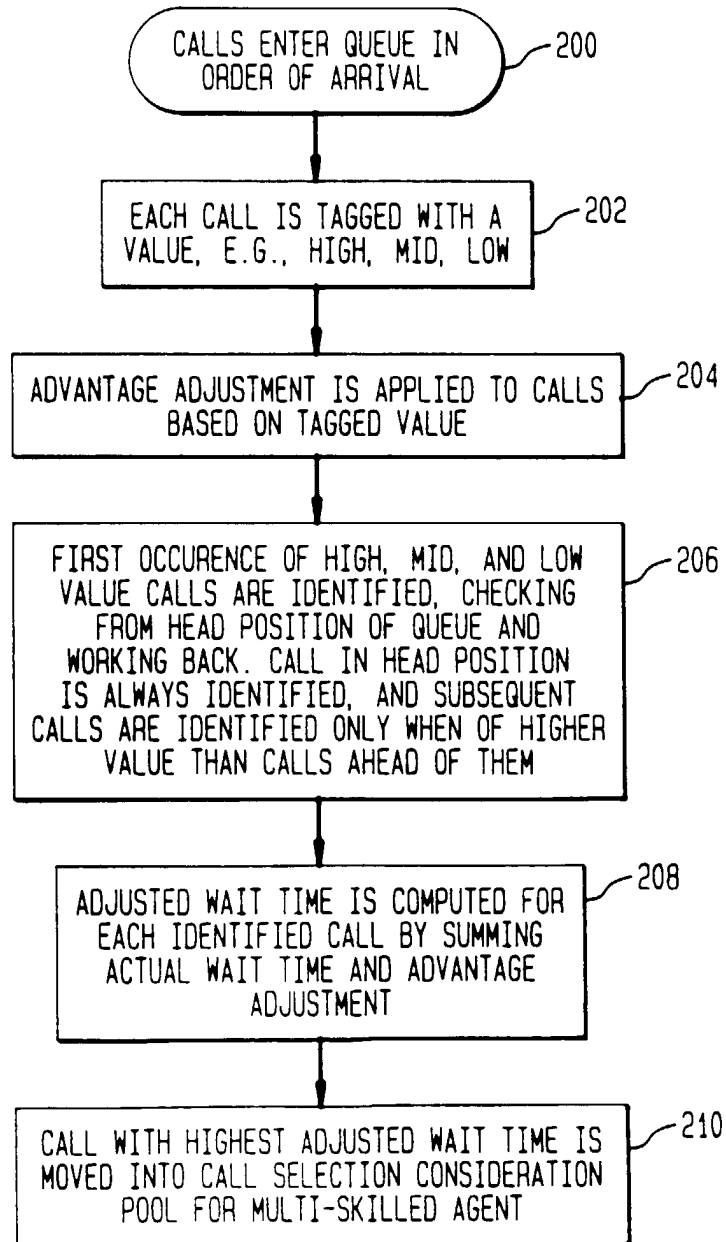 CALLS ENTER QUEUE IN
ORDER OF ARRIVAL
200
EACH CALL IS TAGGED WITH A
VALUE, E.G., HIGH, MID, LOW
202
ADVANTAGE ADJUSTMENT IS APPLIED TO CALLS
BASED ON TAGGED VALUE
204
FIRST OCCURENCE OF HIGH, MID, AND LOW
VALUE CALLS ARE IDENTIFIED, CHECKING
FROM HEAD POSITION OF QUEUE AND
WORKING BACK. CALL IN HEAD POSITION
IS ALWAYS IDENTIFIED, AND SUBSEQUENT
CALLS ARE IDENTIFIED ONLY WHEN OF HIGHER
VALUE THAN CALLS AHEAD OF THEM
206
ADJUSTED WAIT TIME IS COMPUTED FOR
EACH IDENTIFIED CALL BY SUMMING
ACTUAL WAIT TIME AND ADVANTAGE
ADJUSTMENT
208
CALL WITH HIGHEST ADJUSTED WAIT TIME IS
MOVED INTO CALL SELECTION CONSIDERATION
POOL FOR MULTI-SKILLED AGENT
210